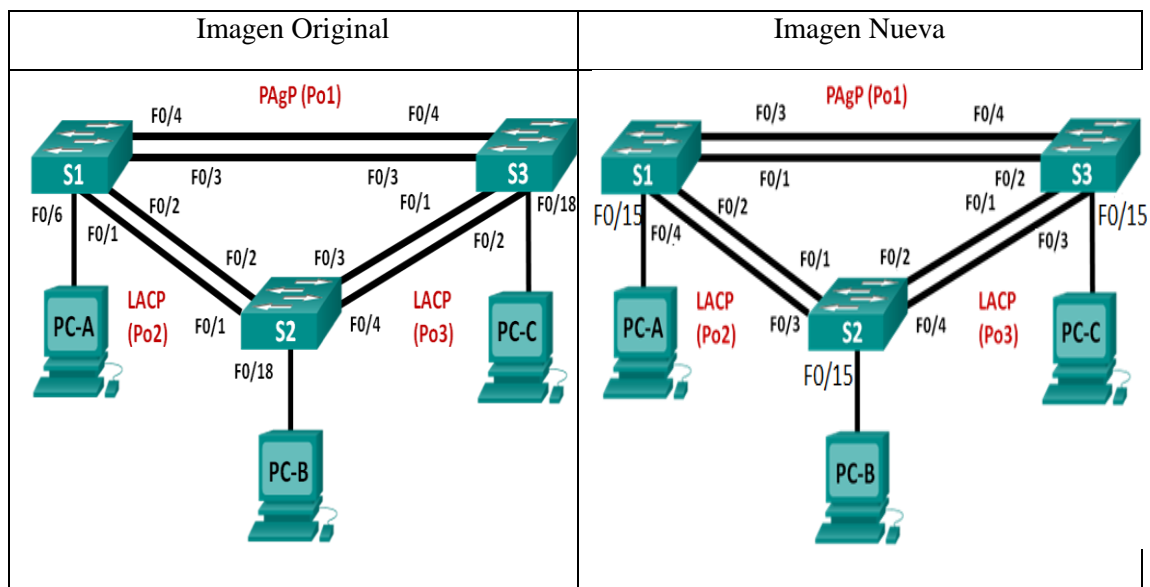 Imagen Original
PAgP (Po1)
F0/4
F0/4
S1
S3
F0/3
F0/3
F0/6
F0/2
F0/1
F0/18
F0/1
F0/2
F0/2
F0/3
LACP
(Po2)
LACP
(Po3)
PC-A
PC-C
F0/1
S2
F0/4
F0/18
PC-B
Imagen Nueva
PAgP (Po1)
F0/3
F0/4
S1
S3
F0/1
F0/2
F0/15
F0/2
F0/1
F0/15
F0/4
F0/3
F0/1
F0/2
LACP
(Po2)
LACP
(Po3)
PC-A
PC-C
F0/3
S2
F0/4
F0/15
PC-B